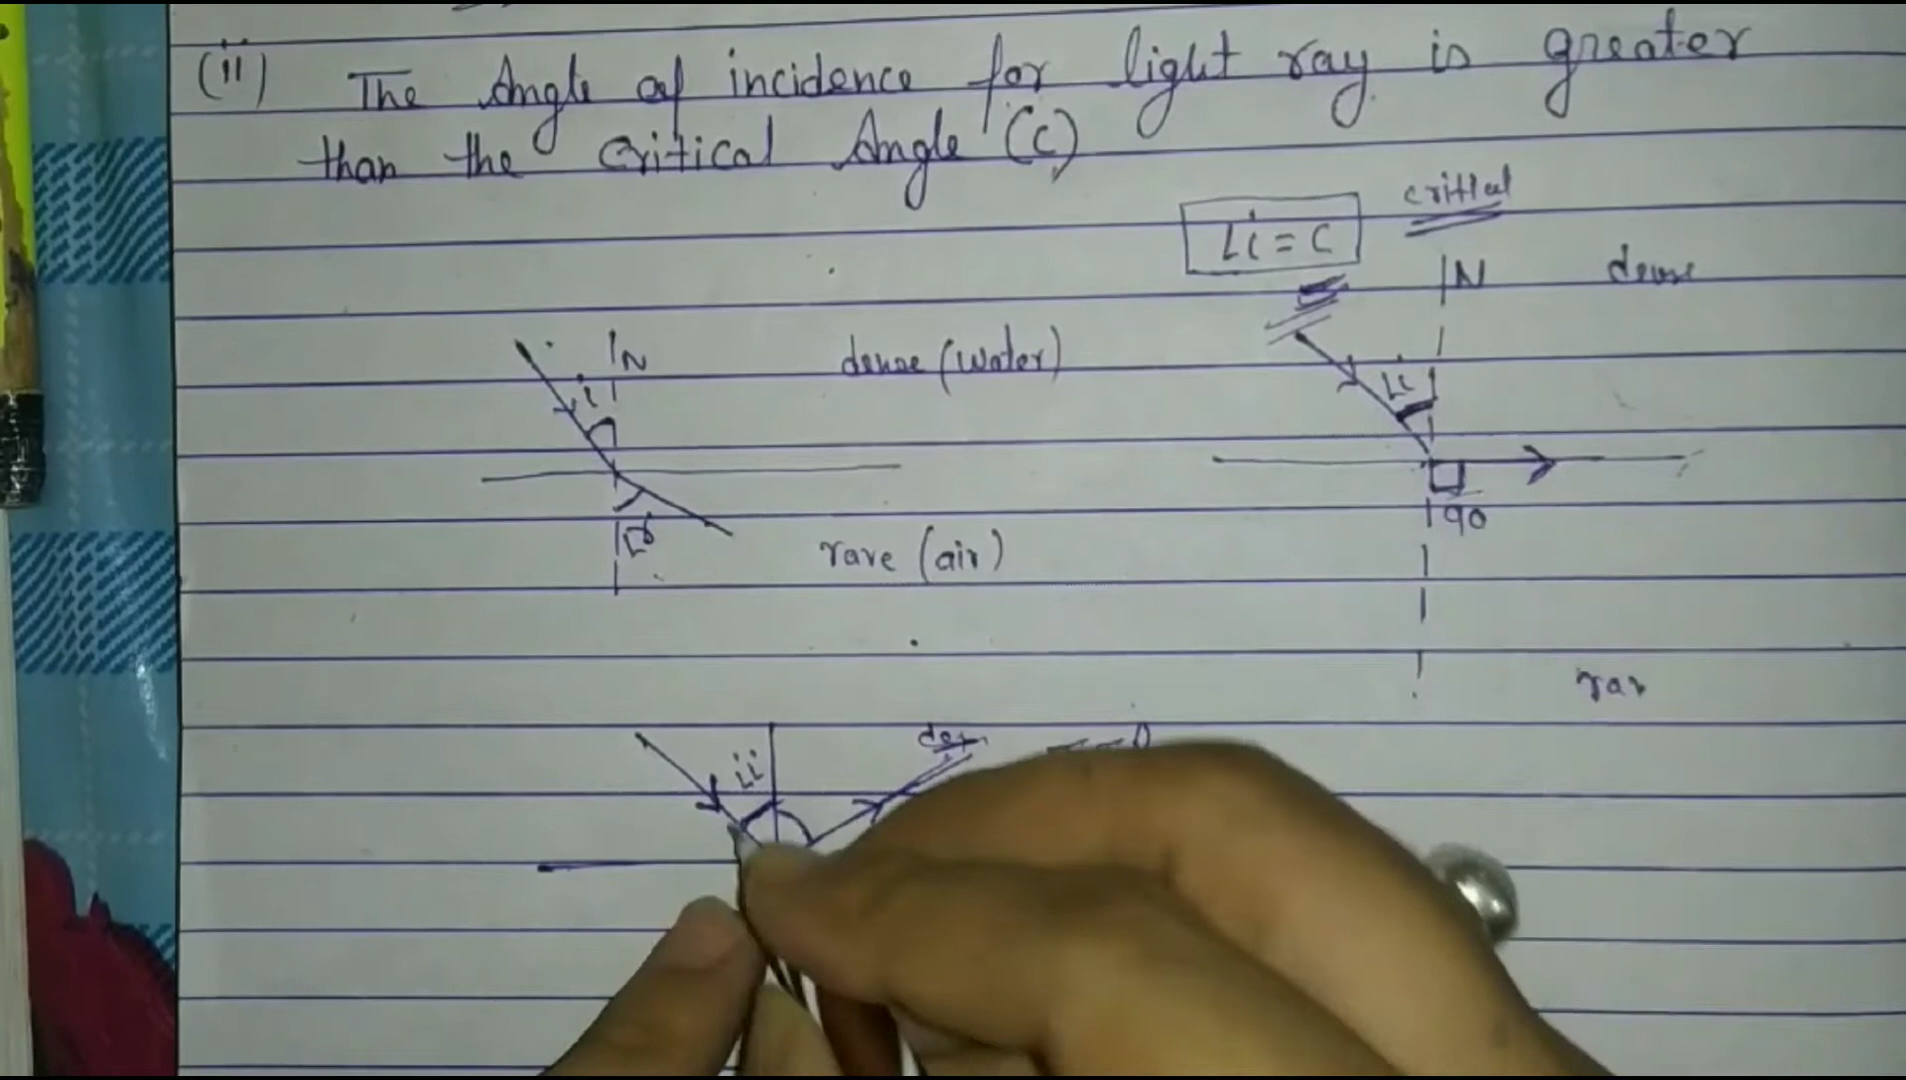 (ii) The Angle of incidence for light ray is greater
than the critical Angle (C)
critical
∠i = C
N dense
N dense (water)
i ∠i
∠r 90
rare (air)
rar
∠i